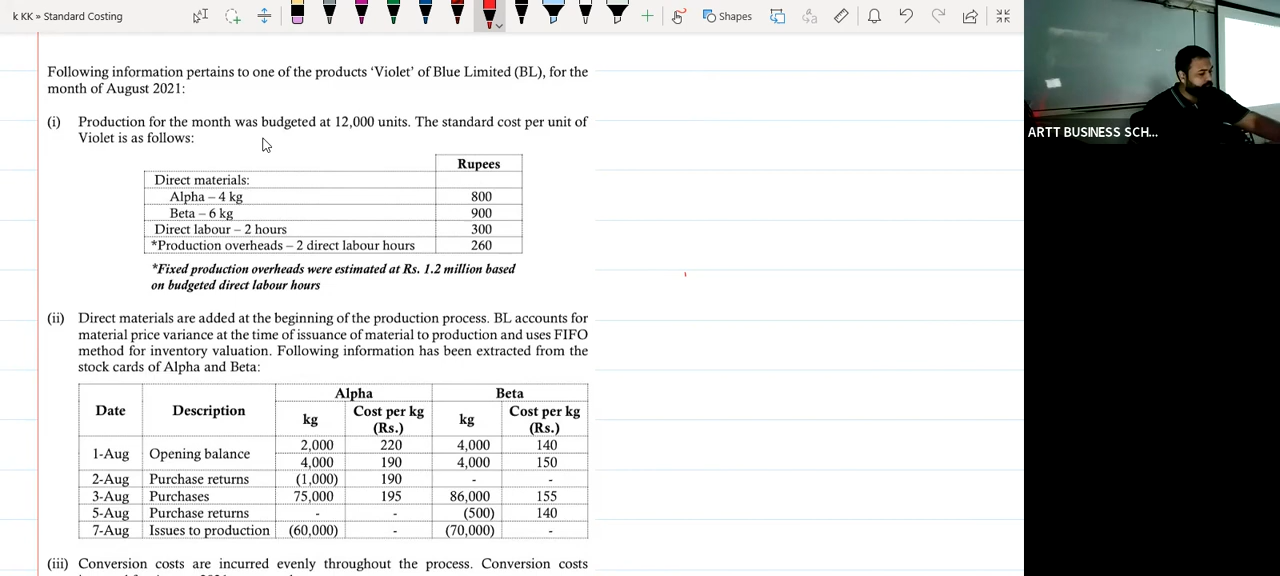 k KK » Standard Costing
Shapes
ARTT BUSINESS SCH...
Following information pertains to one of the products ‘Violet’ of Blue Limited (BL), for the
month of August 2021:
(i) Production for the month was budgeted at 12,000 units. The standard cost per unit of
Violet is as follows:
Rupees
Direct materials:
Alpha – 4 kg 800
Beta – 6 kg 900
Direct labour – 2 hours 300
*Production overheads – 2 direct labour hours 260
*Fixed production overheads were estimated at Rs. 1.2 million based
on budgeted direct labour hours
(ii) Direct materials are added at the beginning of the production process. BL accounts for
material price variance at the time of issuance of material to production and uses FIFO
method for inventory valuation. Following information has been extracted from the
stock cards of Alpha and Beta:
Date Description Alpha Beta
kg Cost per kg (Rs.) kg Cost per kg (Rs.)
1-Aug Opening balance 2,000 220 4,000 140
4,000 190 4,000 150
2-Aug Purchase returns (1,000) 190 - -
3-Aug Purchases 75,000 195 86,000 155
5-Aug Purchase returns - - (500) 140
7-Aug Issues to production (60,000) - (70,000) -
(iii) Conversion costs are incurred evenly throughout the process. Conversion costs